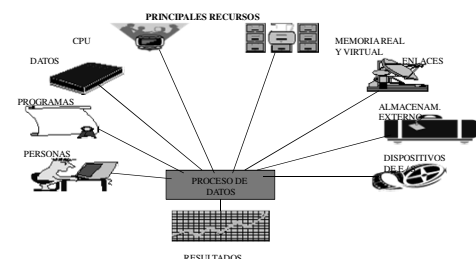 PRINCIPALES RECURSOS
CPU
MEMORIA REAL
Y VIRTUAL
ENLACES
DATOS
PROGRAMAS
ALMACENAM.
EXTERNO
PERSONAS
DISPOSITIVOS
PROCESO DE
DATOS
RESULTADOS